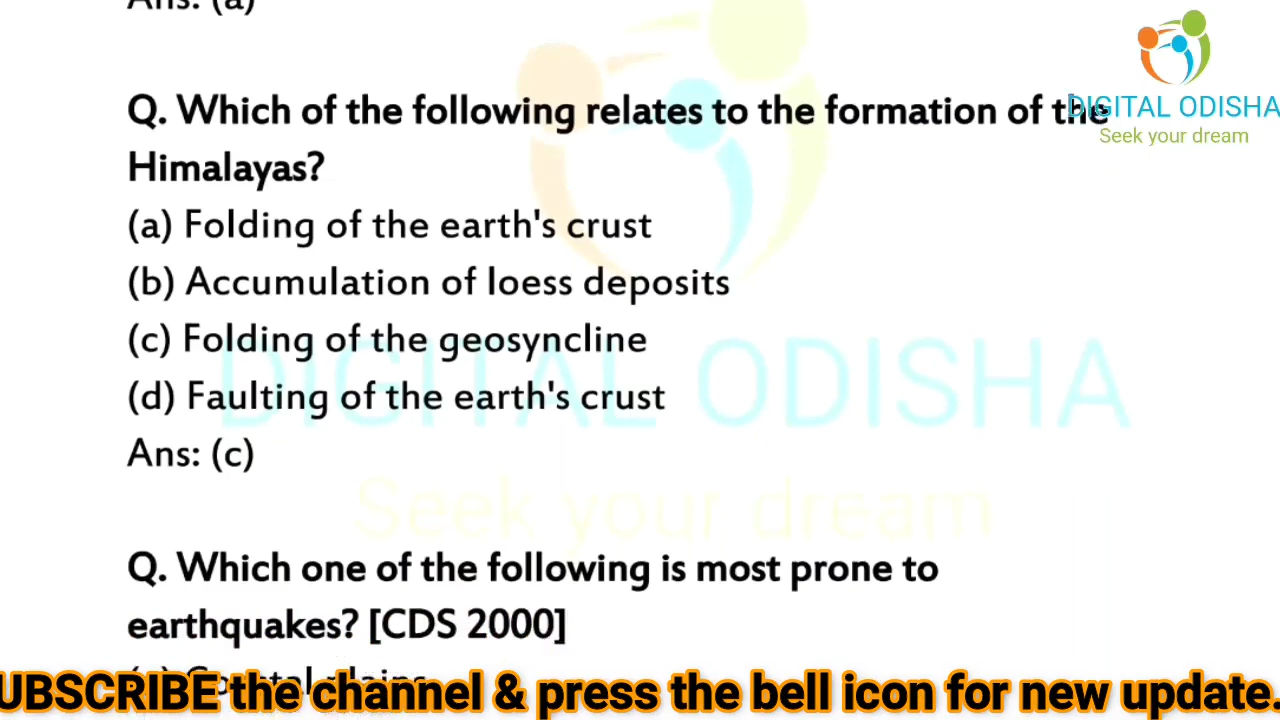 Ans: (a)
Q. Which of the following relates to the formation of the
DIGITAL ODISHA
Seek your dream
Himalayas?
(a) Folding of the earth's crust
(b) Accumulation of loess deposits
(c) Folding of the geosyncline
(d) Faulting of the earth's crust
DIGITAL ODISHA
Ans: (c)
Seek your dream
Q. Which one of the following is most prone to
earthquakes? [CDS 2000]
(a) Coastal plains
UBSCRIBE the channel & press the bell icon for new update.